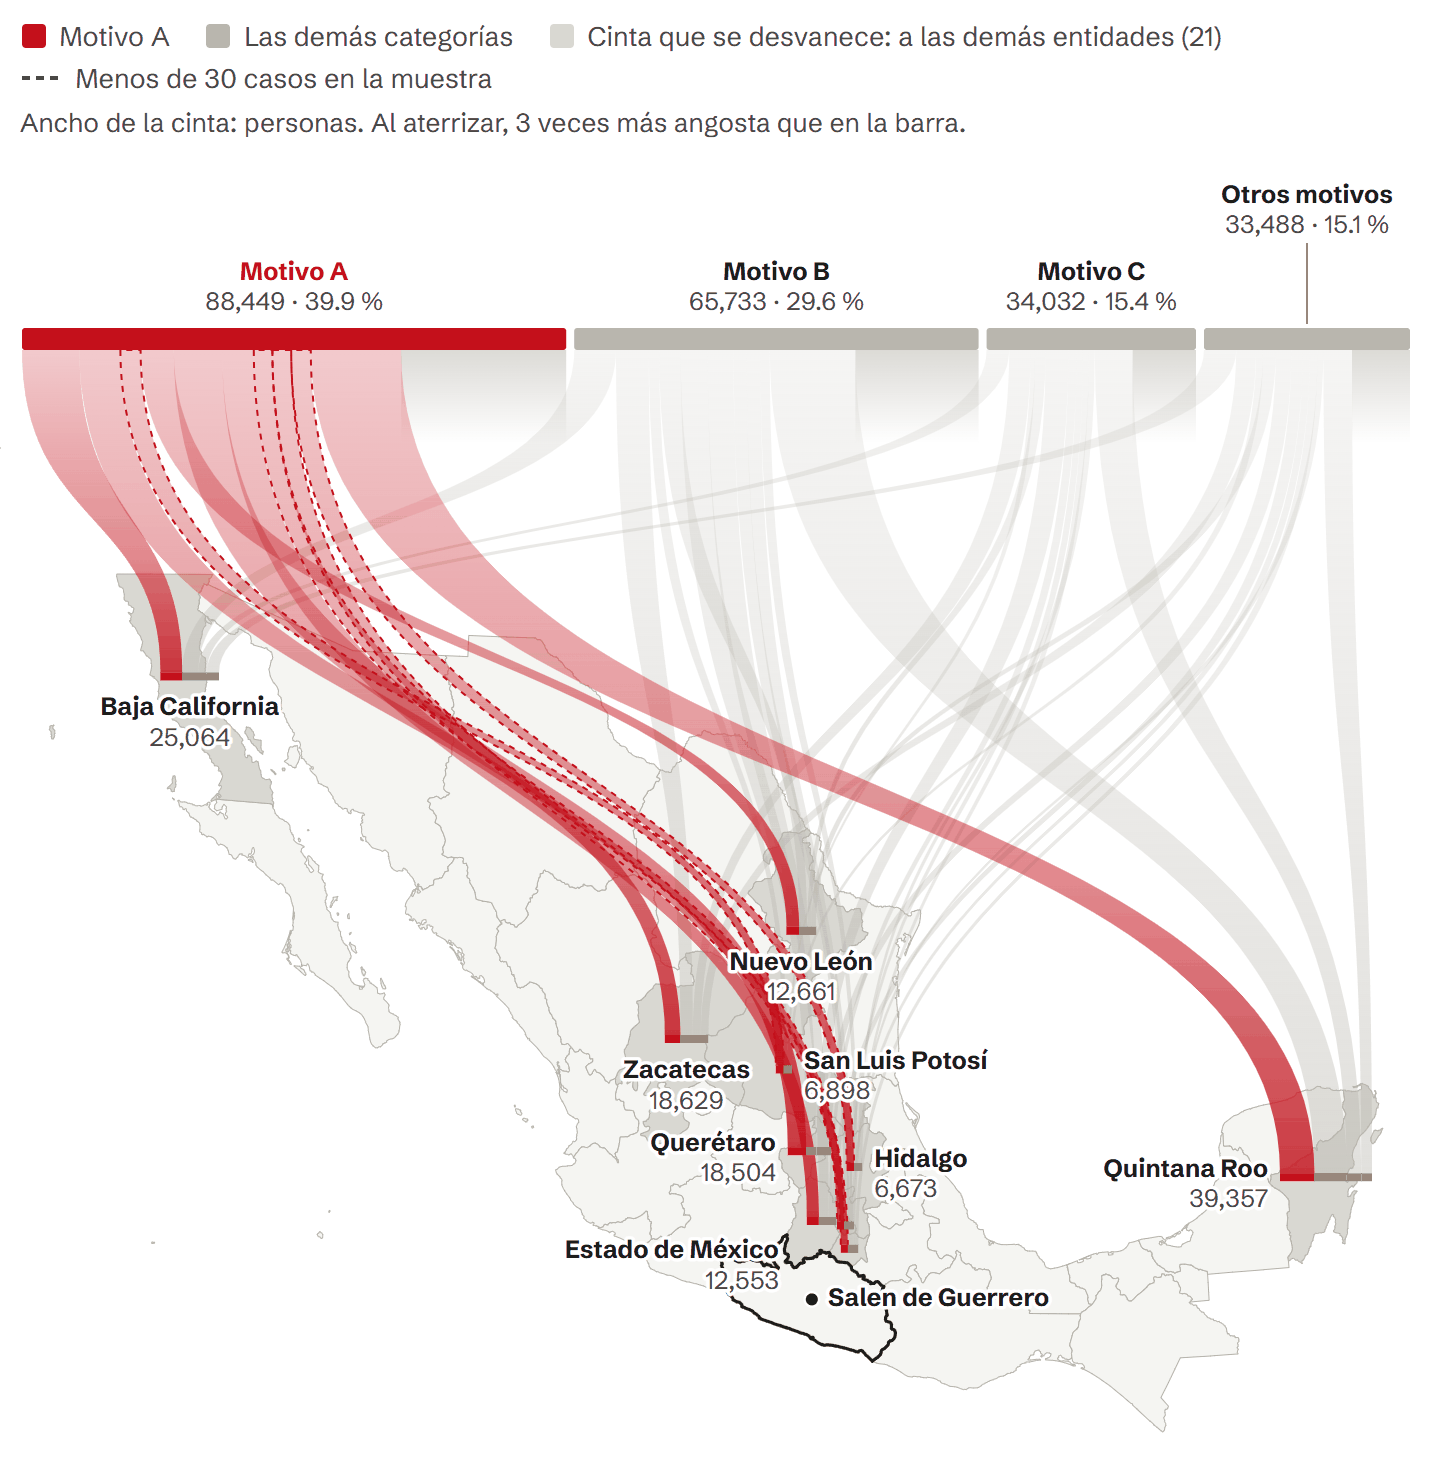 Motivo A
Las demás categorías
Cinta que se desvanece: a las demás entidades (21)
Menos de 30 casos en la muestra
Ancho de la cinta: personas. Al aterrizar, 3 veces más angosta que en la barra.
Otros motivos
33,488 · 15.1 %
Motivo A
88,449 · 39.9 %
Motivo B
65,733 · 29.6 %
Motivo C
34,032 · 15.4 %
Baja California
25,064
Nuevo León
12,661
Zacatecas
18,629
San Luis Potosí
6,898
Querétaro
18,504
Hidalgo
6,673
Quintana Roo
39,357
Estado de México
12,553
Salen de Guerrero